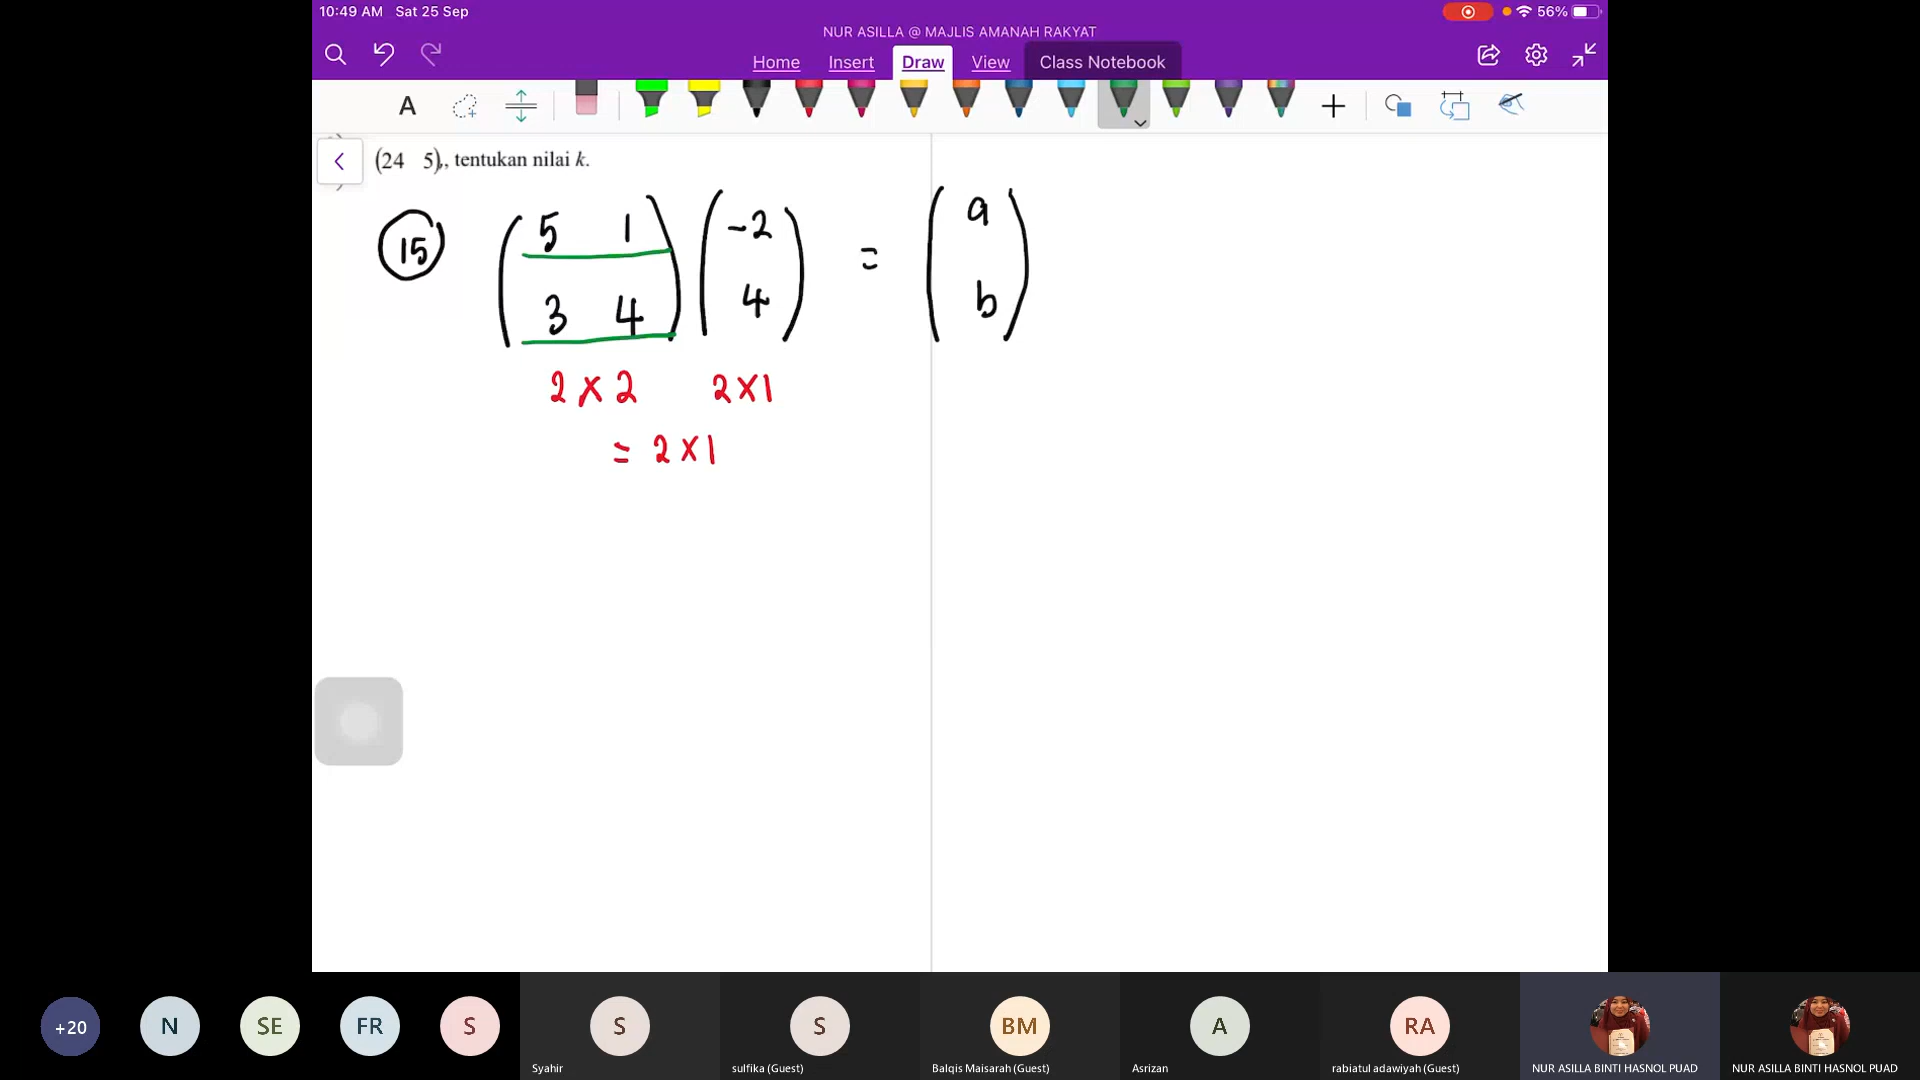 10:49 AM Sat 25 Sep
56%
NUR ASILLA @ MAJLIS AMANAH RAKYAT
Home Insert Draw View Class Notebook
A
(24 5),, tentukan nilai k.
15
5 1 -2 = a
3 4 4 b
2 × 2 2 × 1
= 2 × 1
+20 N SE FR S S S BM A RA
Syahir sulfika (Guest) Balqis Maisarah (Guest) Asrizan rabiatul adawiyah (Guest) NUR ASILLA BINTI HASNOL PUAD NUR ASILLA BINTI HASNOL PUAD